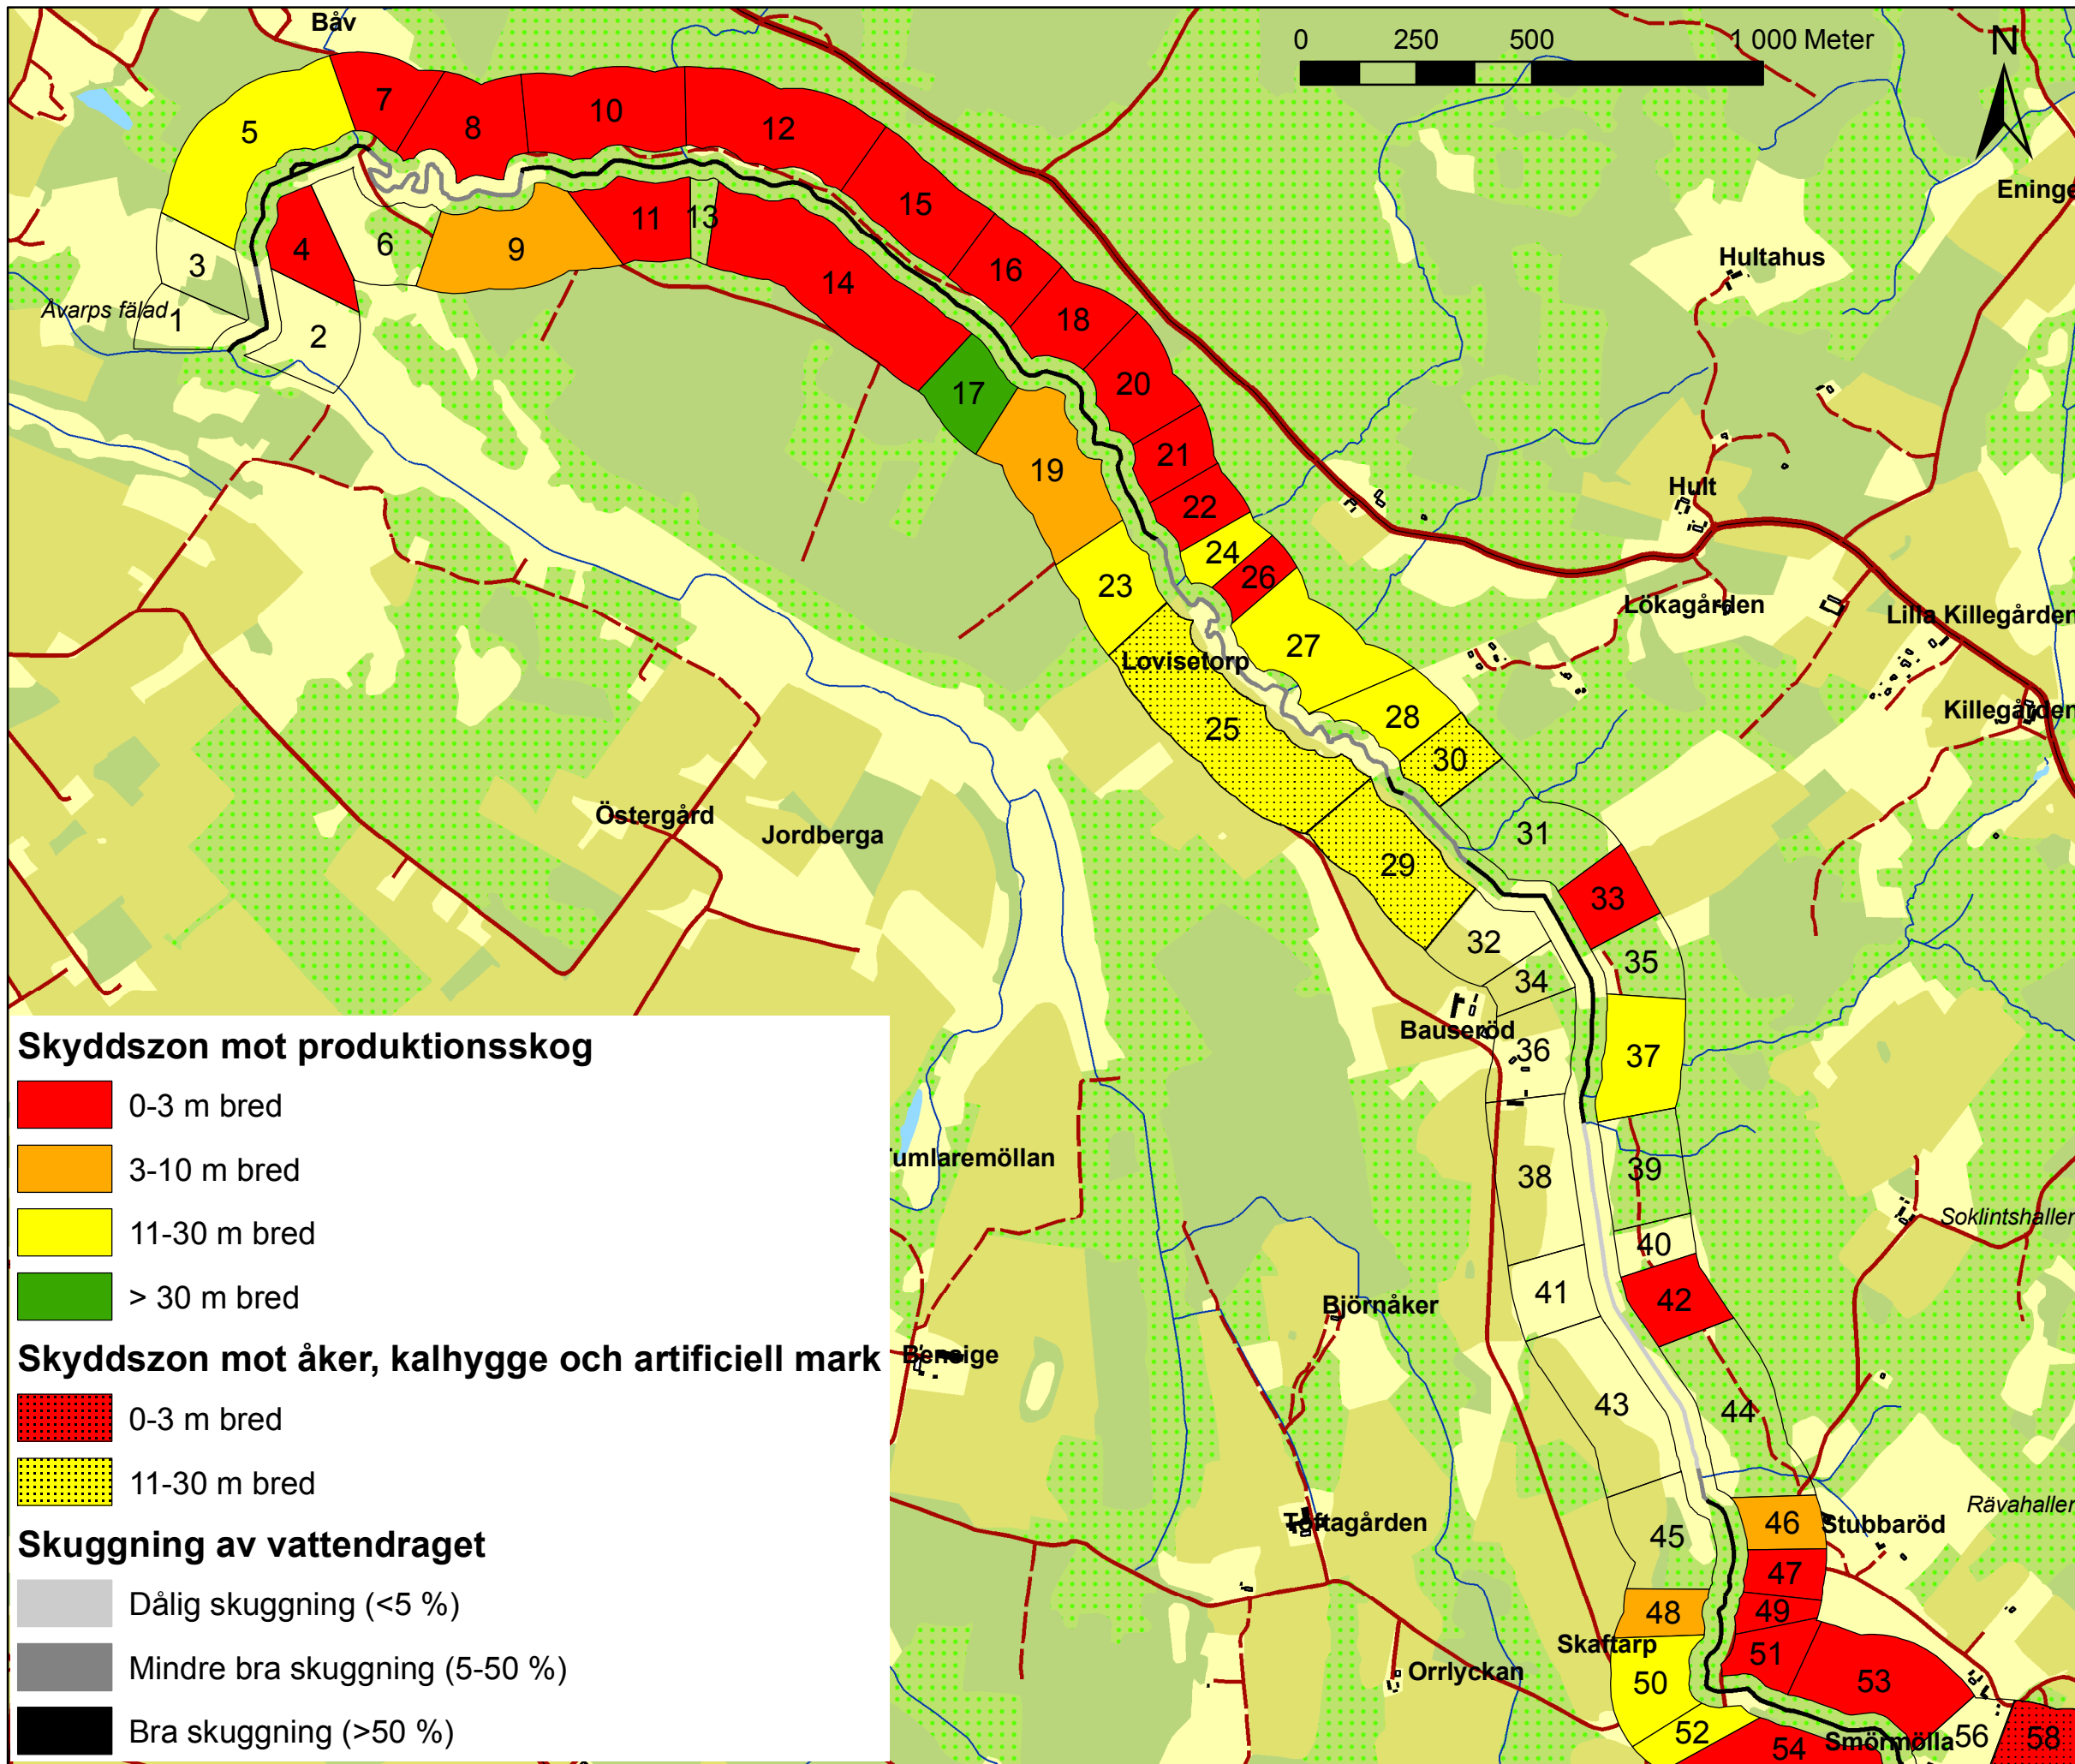 Båv
0 250 500 1 000 Meter
N
7
8
10
12
5
Eninge
15
11
13
4
6
9
Hultahus
3
16
14
Åvarps fälad
1
2
18
20
17
21
19
Hult
22
24
26
23
Lökagården
Lilla Killegården
27
Lovisetorp
28
Killegården
25
30
Östergård
Jordberga
31
29
33
32
35
34
Bauseröd
36
37
Skyddszon mot produktionsskog
0-3 m bred
3-10 m bred
11-30 m bred
> 30 m bred
Skyddszon mot åker, kalhygge och artificiell mark
0-3 m bred
11-30 m bred
Skuggning av vattendraget
Dålig skuggning (<5 %)
Mindre bra skuggning (5-50 %)
Bra skuggning (>50 %)
umlaremöllan
38
39
Soklintshaller
40
41
42
Björnåker
43
44
Rävahaller
Toftagården
46
Stubbaröd
45
47
48
49
Skaftarp
51
Orrlyckan
50
53
52
54
Smörmölla
56
58